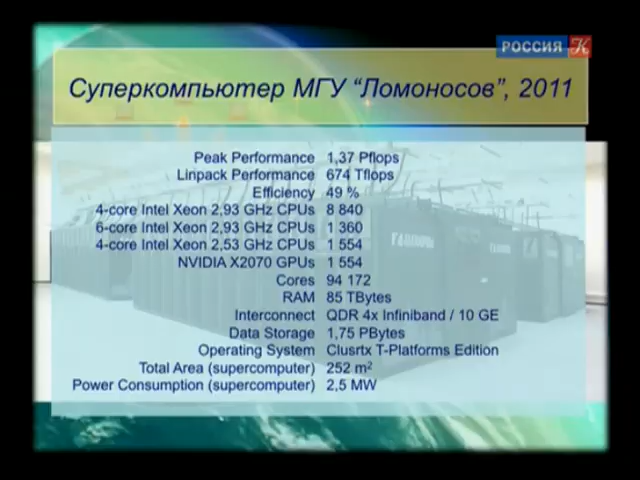 РОССИЯ К
Суперкомпьютер МГУ “Ломоносов”, 2011
Peak Performance 1,37 Pflops
Linpack Performance 674 Tflops
Efficiency 49 %
4-core Intel Xeon 2,93 GHz CPUs 8 840
6-core Intel Xeon 2,93 GHz CPUs 1 360
4-core Intel Xeon 2,53 GHz CPUs 1 554
NVIDIA X2070 GPUs 1 554
Cores 94 172
RAM 85 TBytes
Interconnect QDR 4x Infiniband / 10 GE
Data Storage 1,75 PBytes
Operating System Clusrtx T-Platforms Edition
Total Area (supercomputer) 252 m²
Power Consumption (supercomputer) 2,5 MW